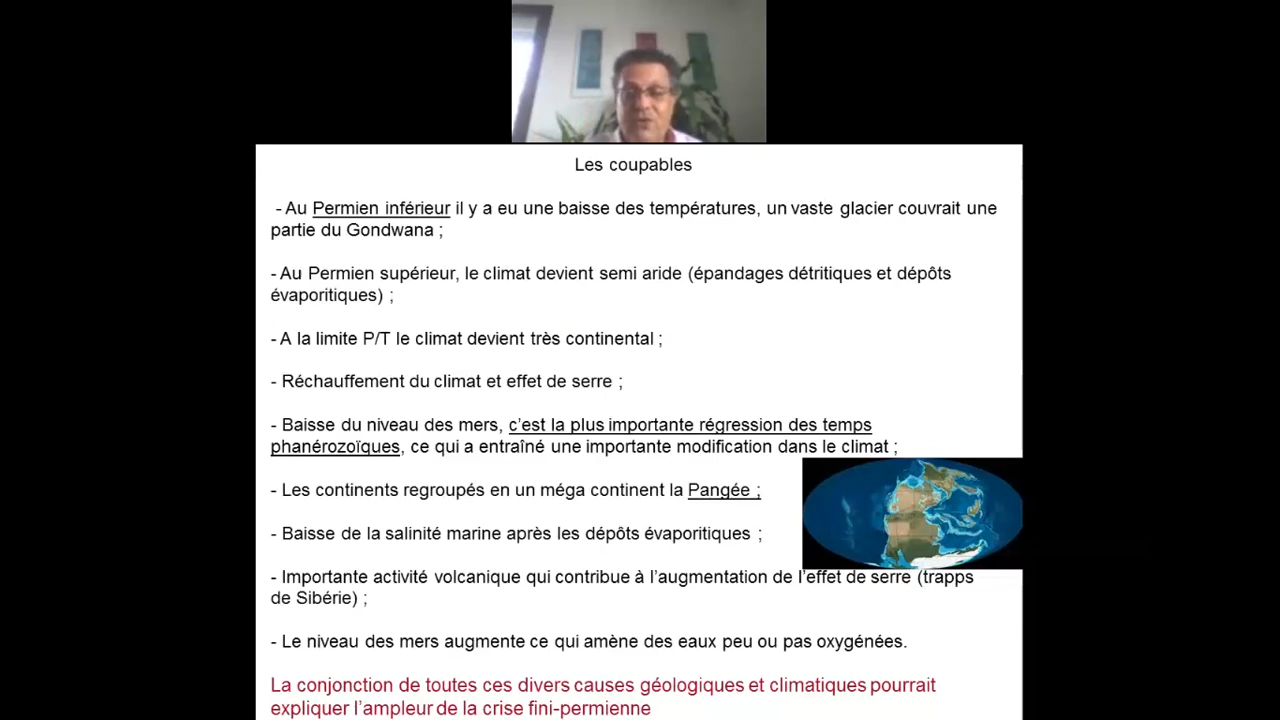 Les coupables
- Au Permien inférieur il y a eu une baisse des températures, un vaste glacier couvrait une
partie du Gondwana ;
- Au Permien supérieur, le climat devient semi aride (épandages détritiques et dépôts
évaporitiques) ;
- A la limite P/T le climat devient très continental ;
- Réchauffement du climat et effet de serre ;
- Baisse du niveau des mers, c’est la plus importante régression des temps
phanérozoïques, ce qui a entraîné une importante modification dans le climat ;
- Les continents regroupés en un méga continent la Pangée ;
- Baisse de la salinité marine après les dépôts évaporitiques ;
- Importante activité volcanique qui contribue à l’augmentation de l’effet de serre (trapps
de Sibérie) ;
- Le niveau des mers augmente ce qui amène des eaux peu ou pas oxygénées.
La conjonction de toutes ces divers causes géologiques et climatiques pourrait
expliquer l’ampleur de la crise fini-permienne